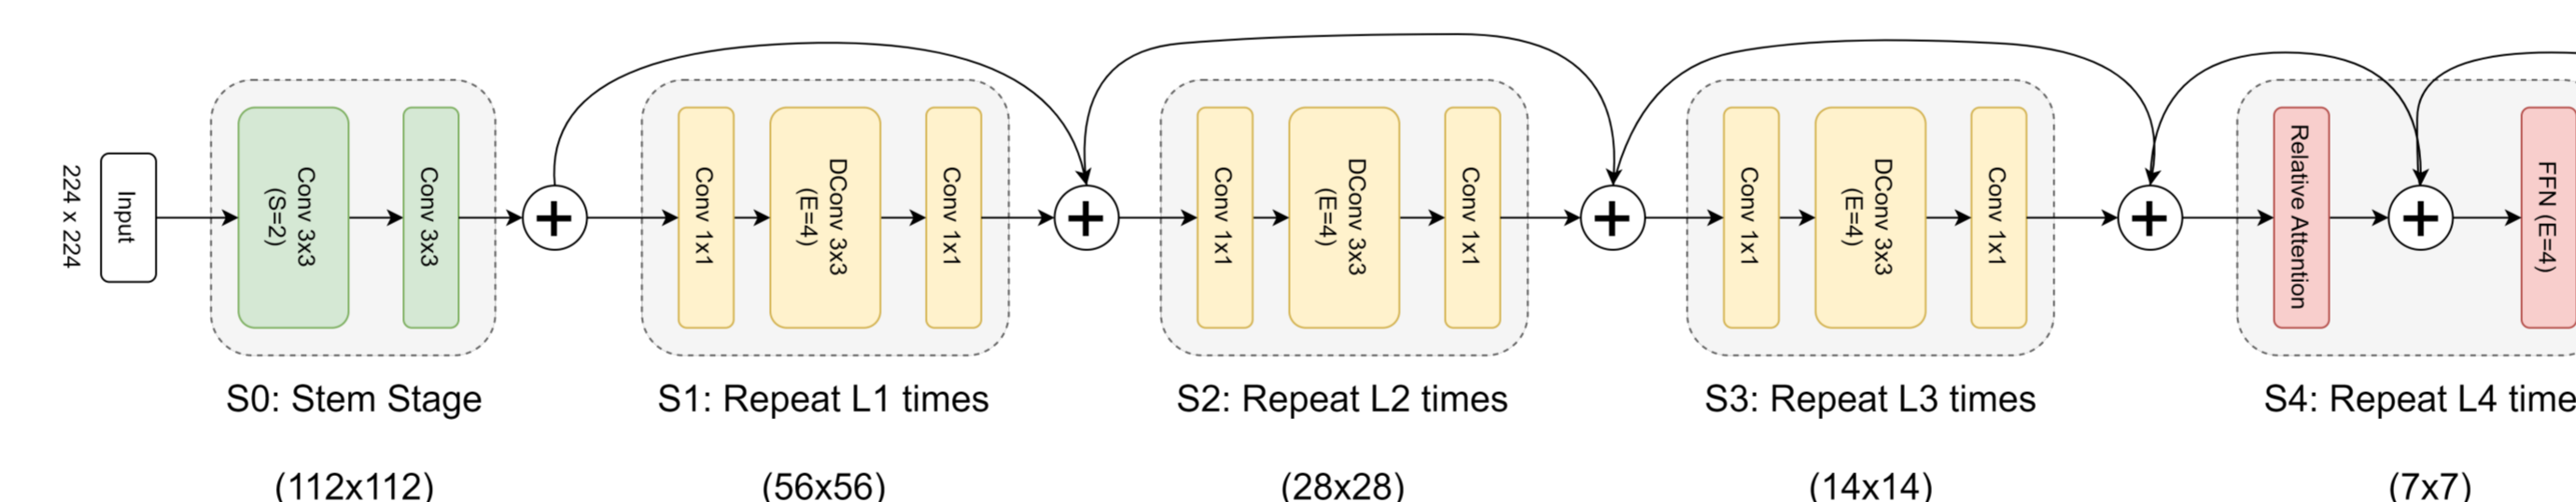 224 x 224
Input
Conv 3x3
(S=2)
Conv 3x3
Conv 1x1
DConv 3x3
(E=4)
Conv 1x1
Conv 1x1
DConv 3x3
(E=4)
Conv 1x1
Conv 1x1
DConv 3x3
(E=4)
Conv 1x1
Relative Attention
FFN (E=4)
S0: Stem Stage
S1: Repeat L1 times
S2: Repeat L2 times
S3: Repeat L3 times
S4: Repeat L4 time
(112x112)
(56x56)
(28x28)
(14x14)
(7x7)